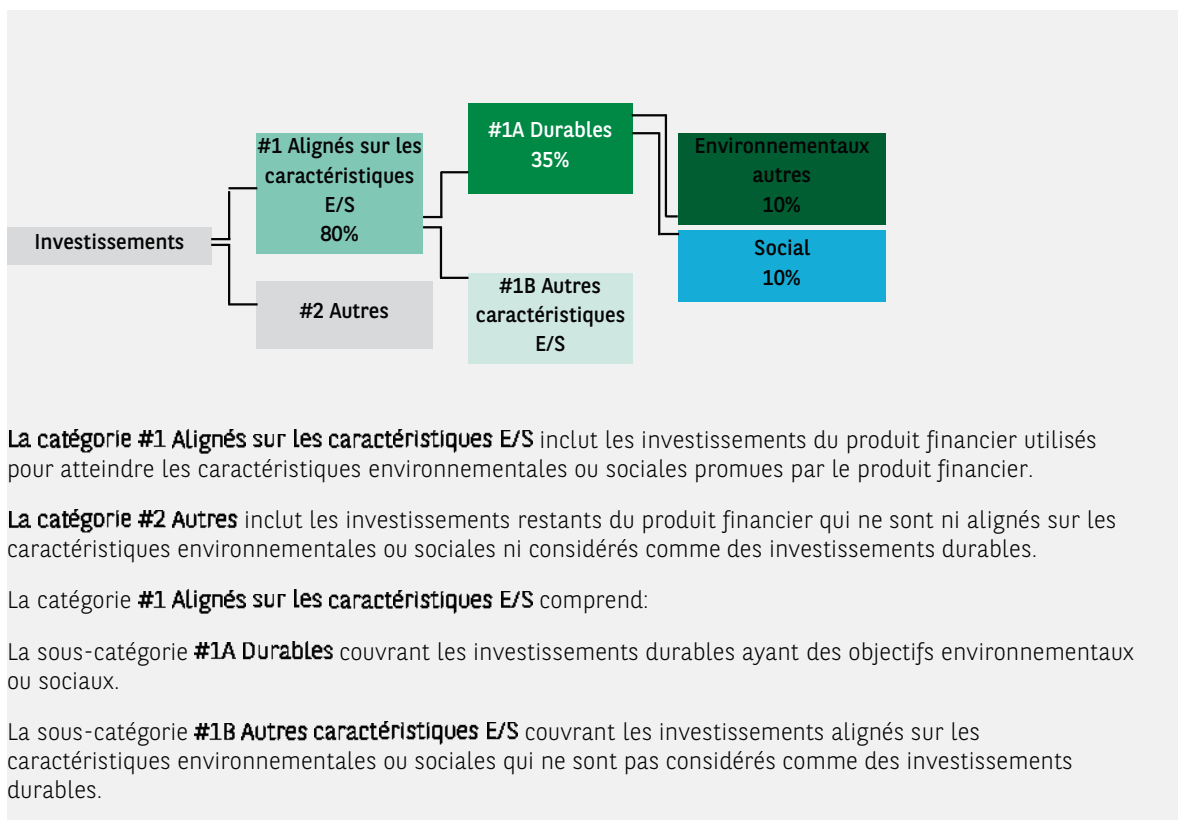 #1A Durables
35%
#1 Alignés sur les
caractéristiques
E/S
80%
Environnementaux
autres
10%
Investissements
Social
10%
#2 Autres
#1B Autres
caractéristiques
E/S
La catégorie #1 Alignés sur les caractéristiques E/S inclut les investissements du produit financier utilisés
pour atteindre les caractéristiques environnementales ou sociales promues par le produit financier.
La catégorie #2 Autres inclut les investissements restants du produit financier qui ne sont ni alignés sur les
caractéristiques environnementales ou sociales ni considérés comme des investissements durables.
La catégorie #1 Alignés sur les caractéristiques E/S comprend:
La sous-catégorie #1A Durables couvrant les investissements durables ayant des objectifs environnementaux
ou sociaux.
La sous-catégorie #1B Autres caractéristiques E/S couvrant les investissements alignés sur les
caractéristiques environnementales ou sociales qui ne sont pas considérés comme des investissements
durables.